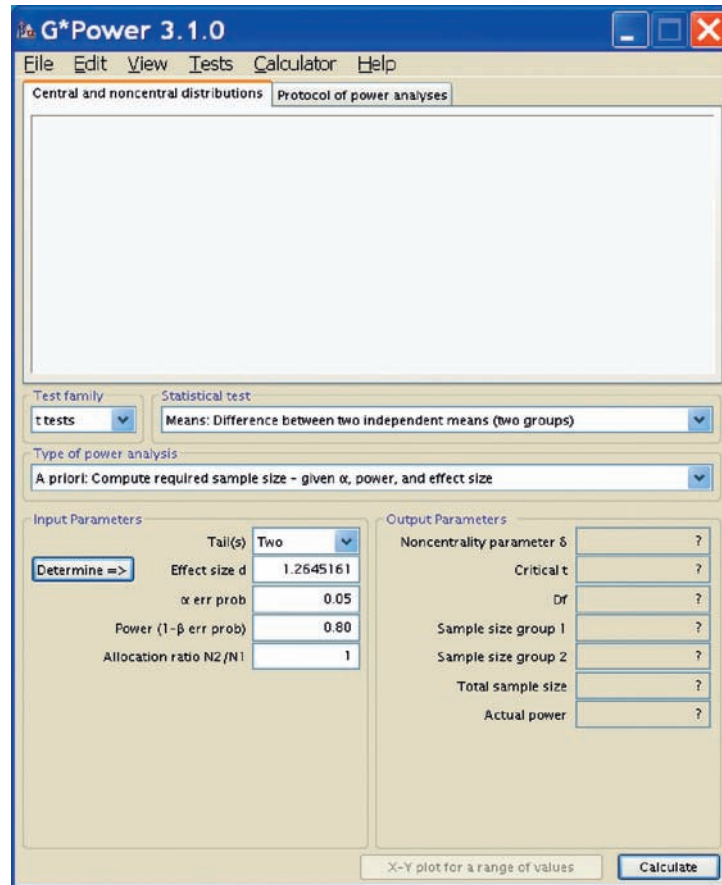 G*Power 3.1.0
File Edit View Tests Calculator Help
Central and noncentral distributions Protocol of power analyses
Test family Statistical test
t tests Means: Difference between two independent means (two groups)
Type of power analysis
A priori: Compute required sample size – given α, power, and effect size
Input Parameters Output Parameters
Tail(s) Two Noncentrality parameter δ ?
Determine => Effect size d 1.2645161 Critical t ?
α err prob 0.05 Df ?
Power (1-β err prob) 0.80 Sample size group 1 ?
Allocation ratio N2/N1 1 Sample size group 2 ?
Total sample size ?
Actual power ?
X-Y plot for a range of values Calculate